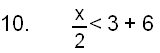 10. x/2 < 3 + 6